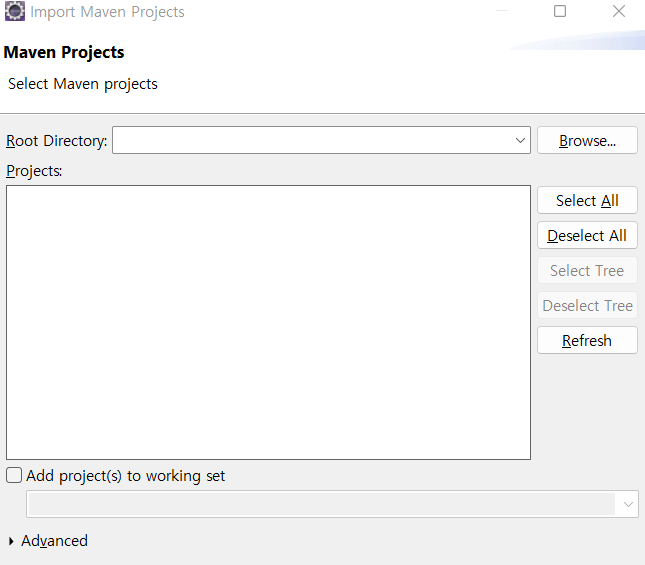 Import Maven Projects
Maven Projects
Select Maven projects
Root Directory:
Browse...
Projects:
Select All
Deselect All
Select Tree
Deselect Tree
Refresh
Add project(s) to working set
Advanced